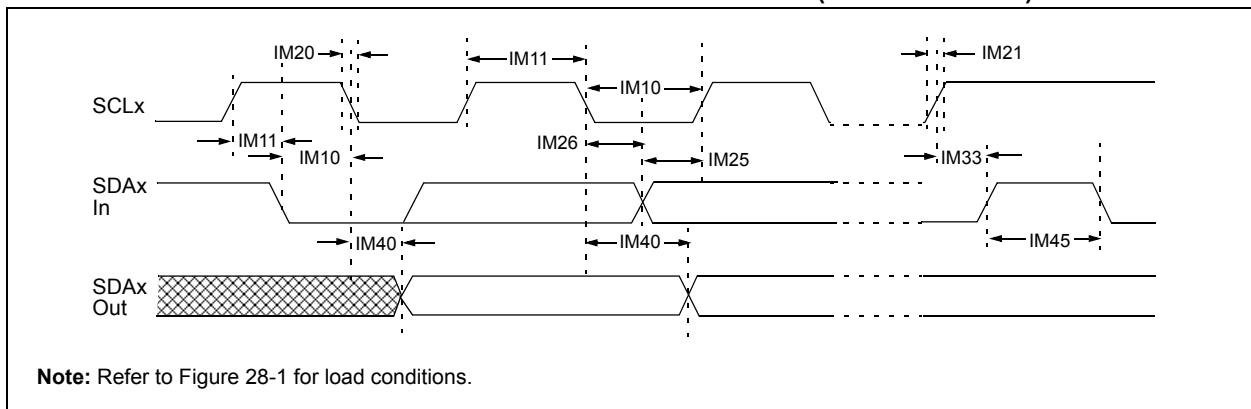 IM20
IM11
IM21
SCLx
IM10
IM11
IM10
IM26
IM25
IM33
SDAx
In
IM40
IM40
IM45
SDAx
Out
Note: Refer to Figure 28-1 for load conditions.